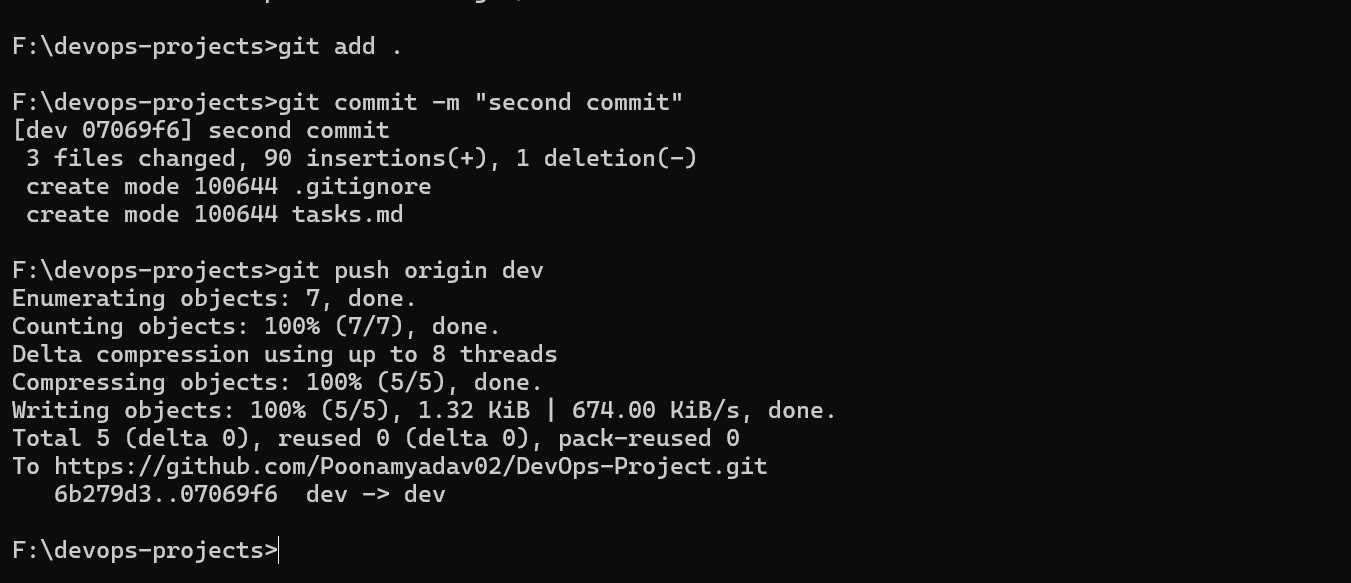 F:\devops-projects>git add .
F:\devops-projects>git commit -m "second commit"
[dev 07069f6] second commit
 3 files changed, 90 insertions(+), 1 deletion(-)
 create mode 100644 .gitignore
 create mode 100644 tasks.md
F:\devops-projects>git push origin dev
Enumerating objects: 7, done.
Counting objects: 100% (7/7), done.
Delta compression using up to 8 threads
Compressing objects: 100% (5/5), done.
Writing objects: 100% (5/5), 1.32 KiB | 674.00 KiB/s, done.
Total 5 (delta 0), reused 0 (delta 0), pack-reused 0
To https://github.com/Poonamyadav02/DevOps-Project.git
   6b279d3..07069f6  dev -> dev
F:\devops-projects>